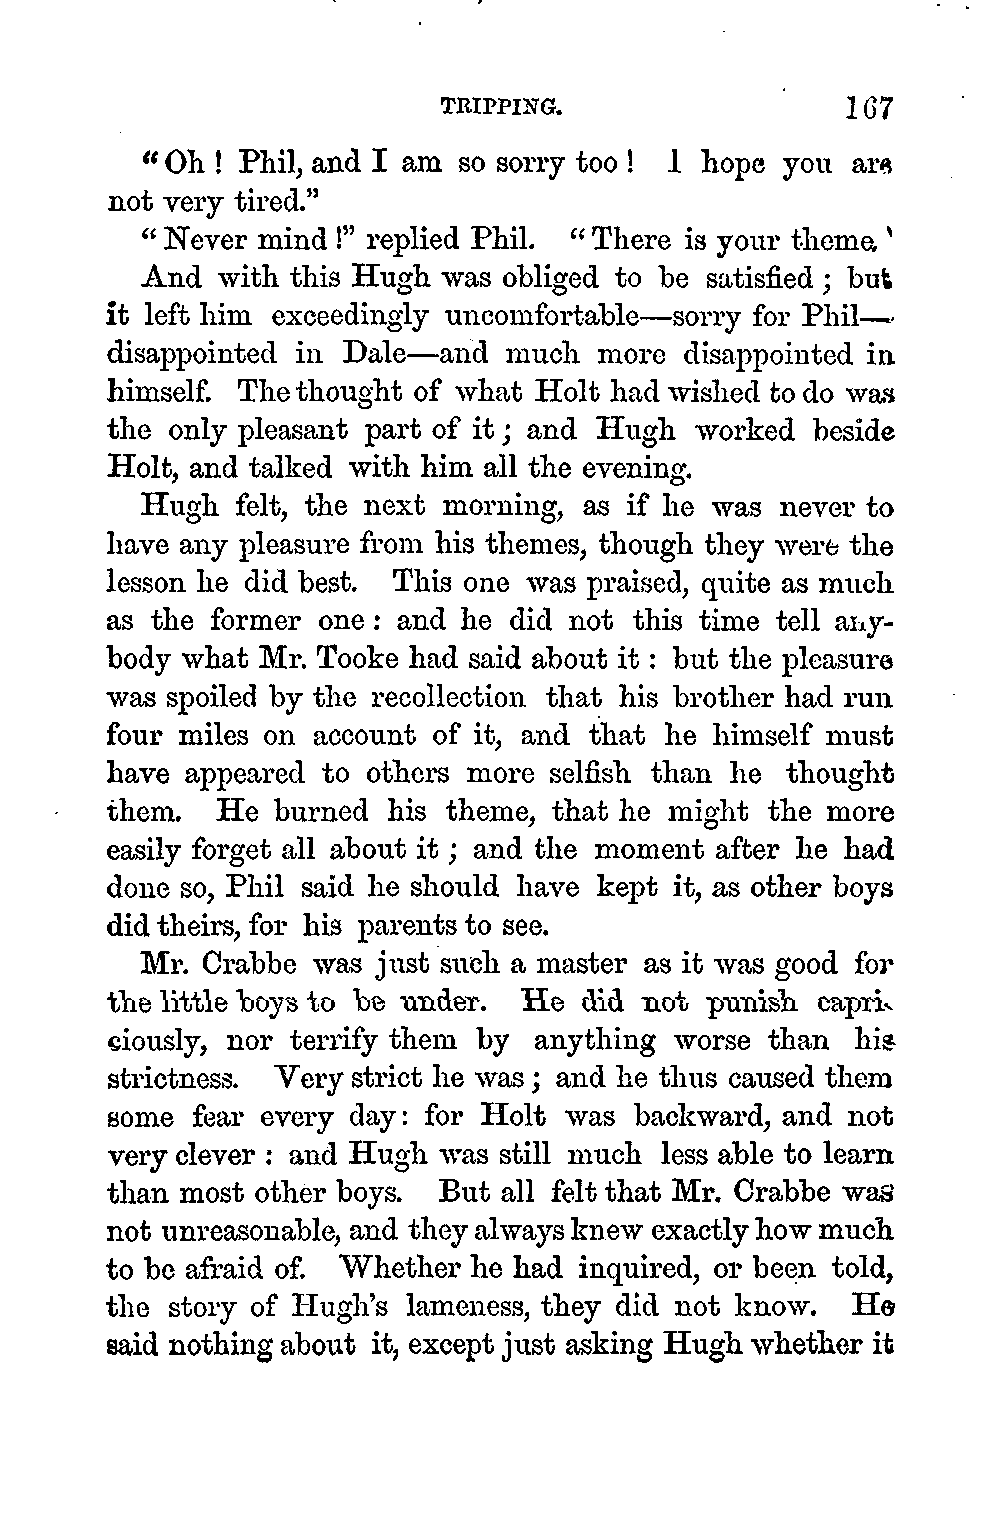 TRIPPING. 167
“Oh! Phil, and I am so sorry too! I hope you are
not very tired.”
“Never mind!” replied Phil. “There is your theme.’
And with this Hugh was obliged to be satisfied; but
it left him exceedingly uncomfortable—sorry for Phil—
disappointed in Dale—and much more disappointed in
himself. The thought of what Holt had wished to do was
the only pleasant part of it; and Hugh worked beside
Holt, and talked with him all the evening.
Hugh felt, the next morning, as if he was never to
have any pleasure from his themes, though they were the
lesson he did best. This one was praised, quite as much
as the former one: and he did not this time tell any-
body what Mr. Tooke had said about it: but the pleasure
was spoiled by the recollection that his brother had run
four miles on account of it, and that he himself must
have appeared to others more selfish than he thought
them. He burned his theme, that he might the more
easily forget all about it; and the moment after he had
done so, Phil said he should have kept it, as other boys
did theirs, for his parents to see.
Mr. Crabbe was just such a master as it was good for
the little boys to be under. He did not punish capri-
ciously, nor terrify them by anything worse than his
strictness. Very strict he was; and he thus caused them
some fear every day: for Holt was backward, and not
very clever: and Hugh was still much less able to learn
than most other boys. But all felt that Mr. Crabbe was
not unreasonable, and they always knew exactly how much
to be afraid of. Whether he had inquired, or been told,
the story of Hugh’s lameness, they did not know. He
said nothing about it, except just asking Hugh whether it